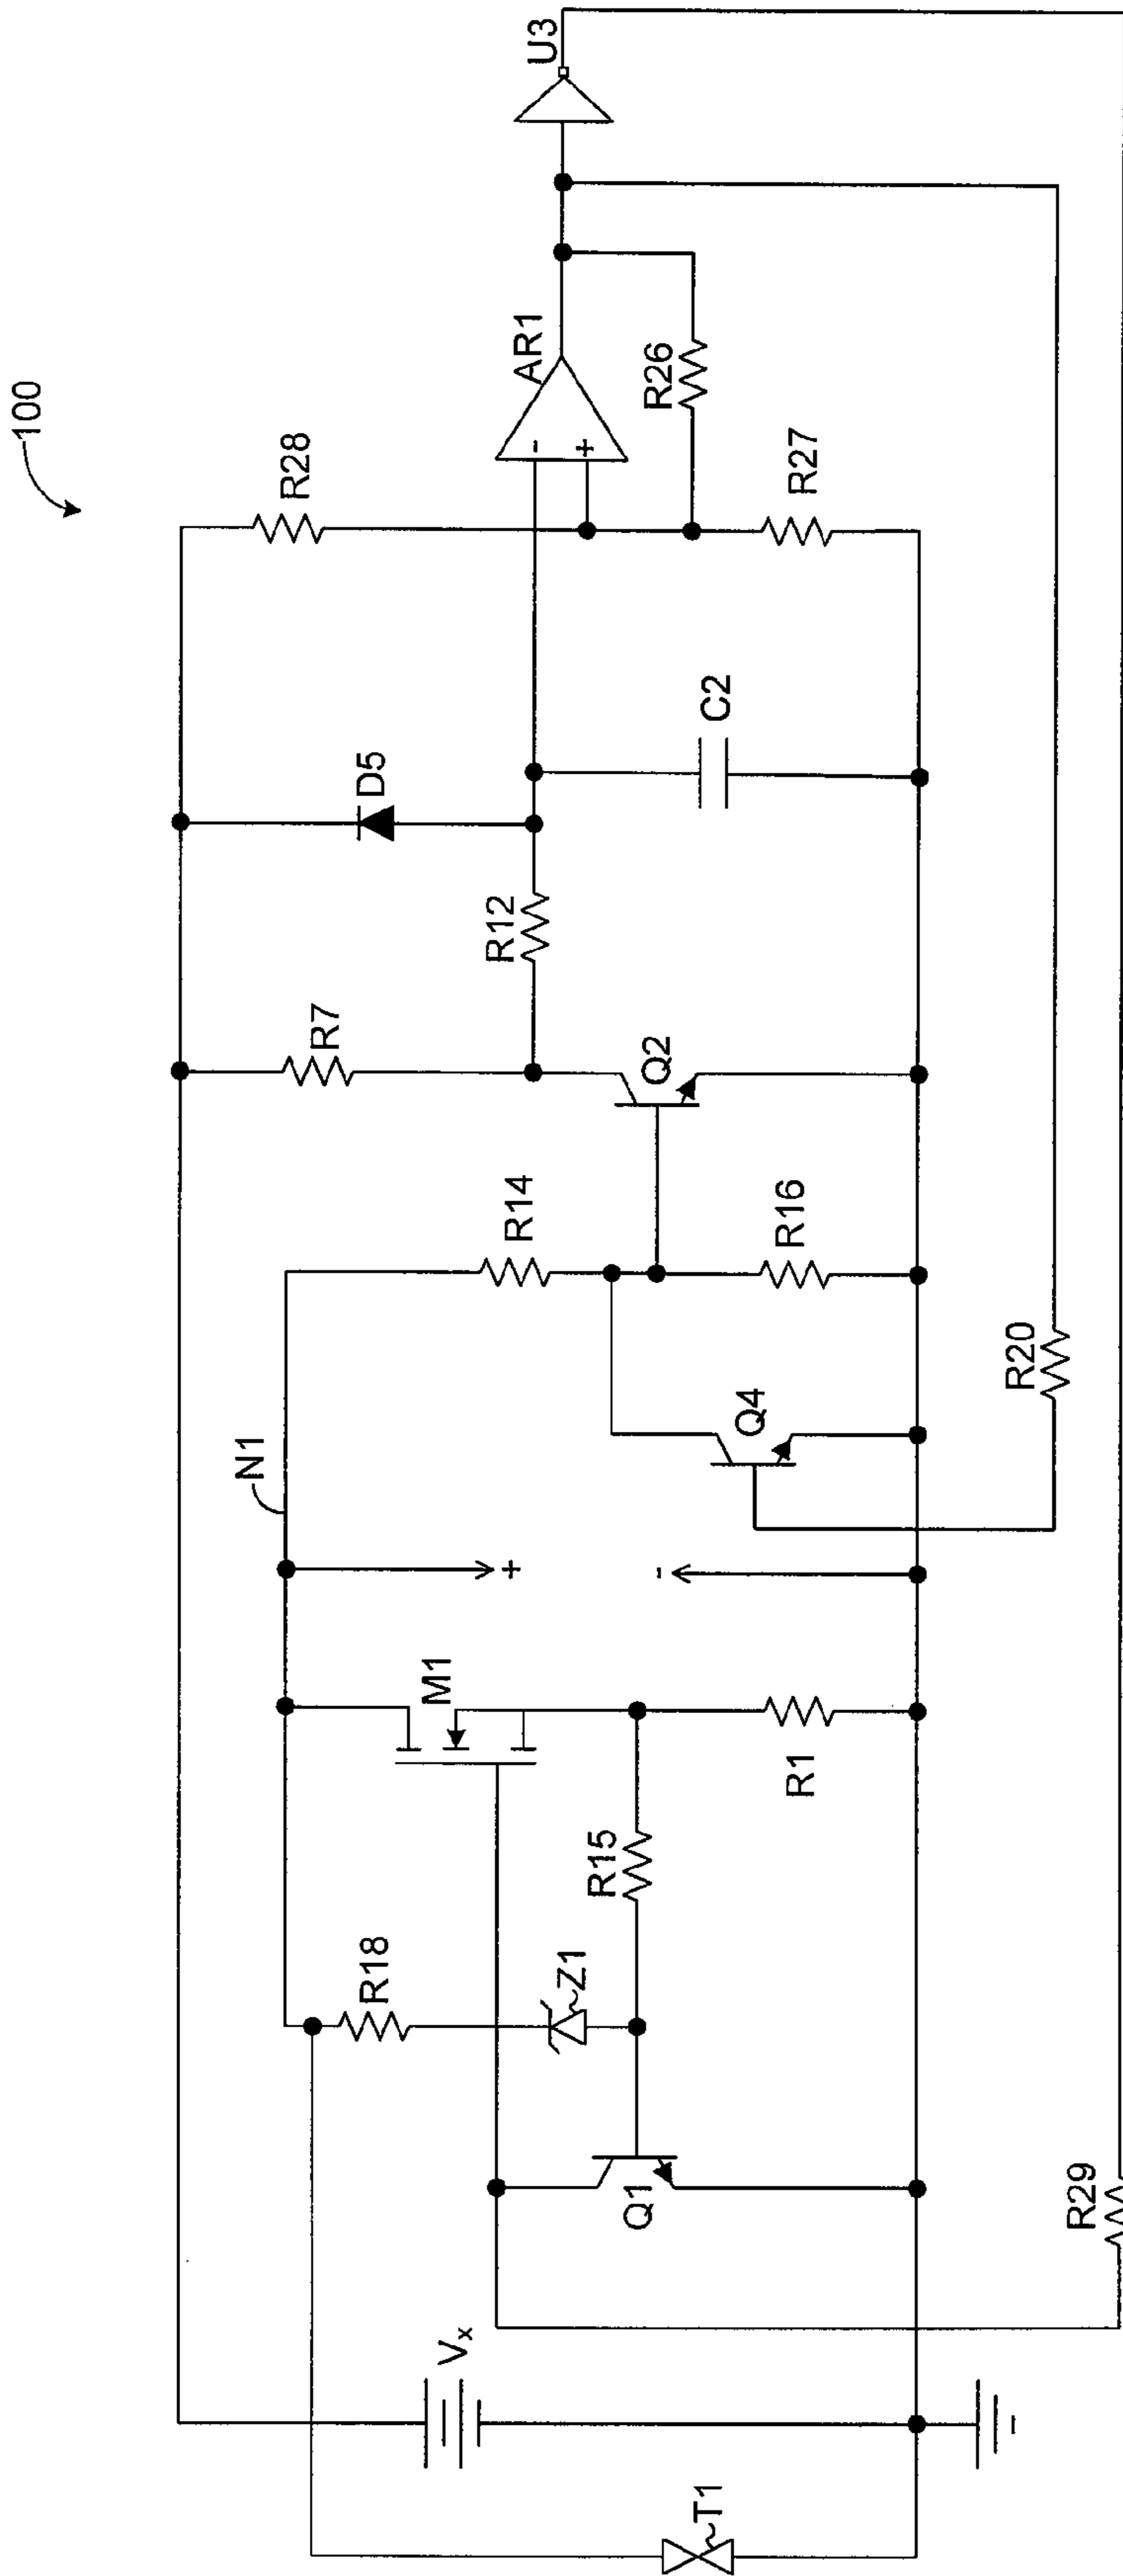 100
U3
AR1
-
+
R28
R26
R27
D5
C2
R12
R7
Q2
R14
R16
N1
Q4
R20
+
-
M1
R1
R15
R18
Z1
Q1
R29
Vx
T1